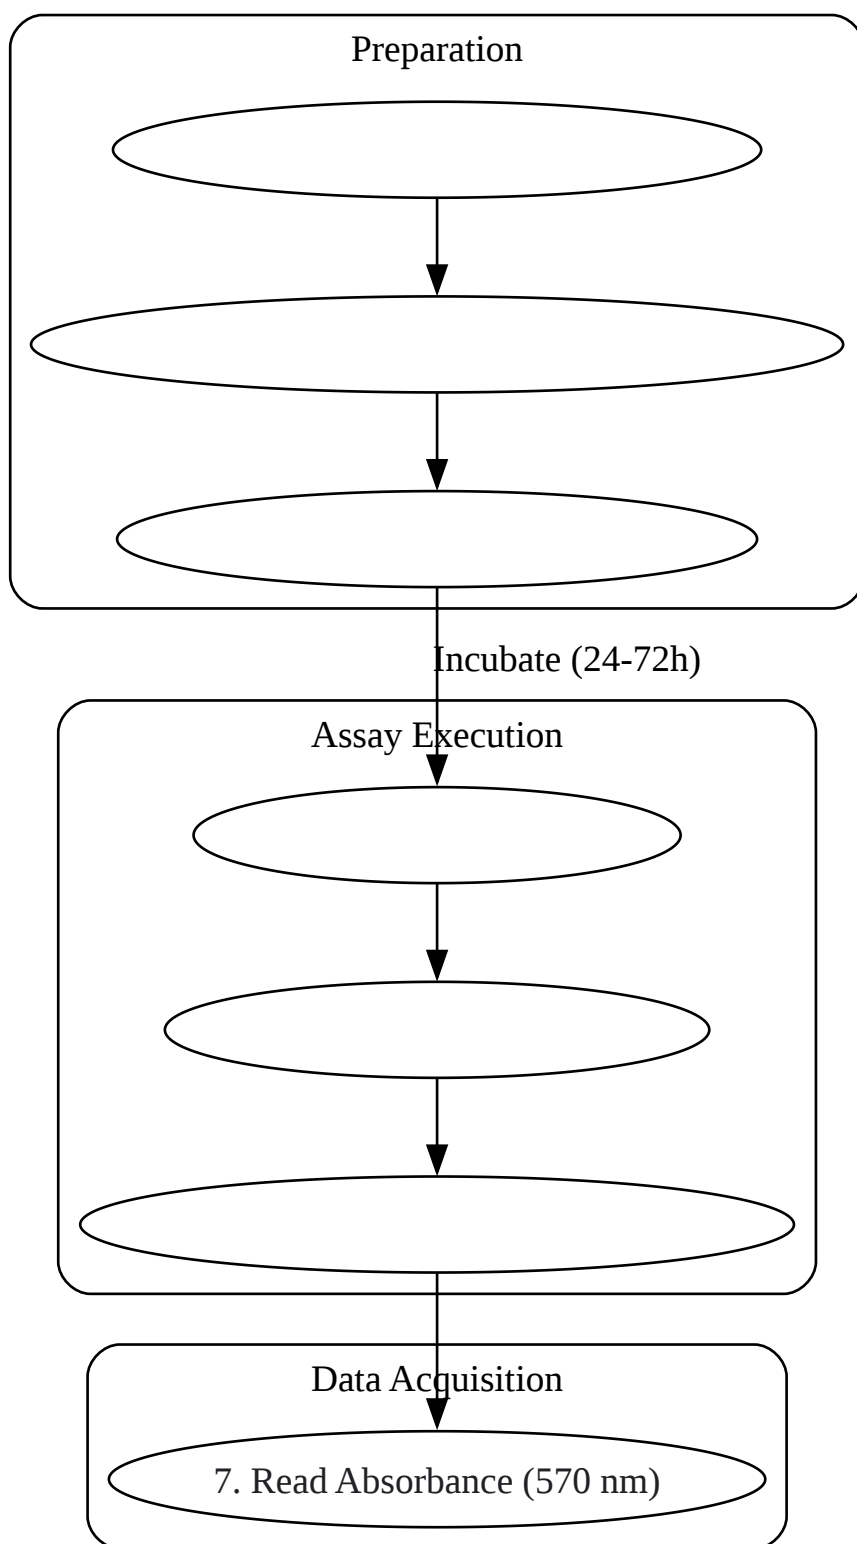 Preparation
Incubate (24-72h)
Assay Execution
Data Acquisition
7. Read Absorbance (570 nm)